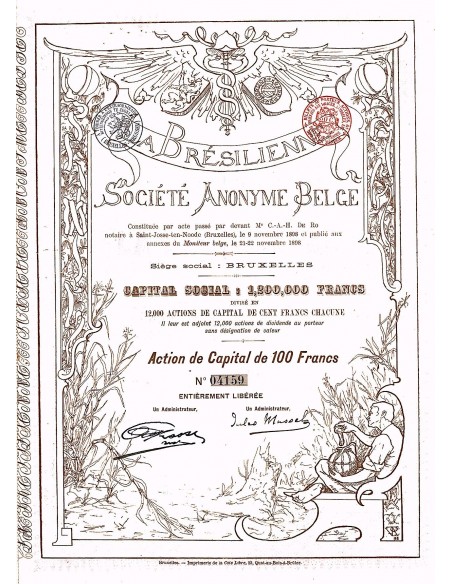 LA BRÉSILIENNE
SOCIÉTÉ ANONYME BELGE
Constituée par acte passé par devant Me C.-A.-H. De Ro
notaire à Saint-Josse-ten-Noode (Bruxelles), le 9 novembre 1898 et publié aux
annexes du Moniteur belge, le 21-22 novembre 1898
Siège social : BRUXELLES
CAPITAL SOCIAL : 1,200,000 FRANCS
DIVISÉ EN
12,000 ACTIONS DE CAPITAL DE CENT FRANCS CHACUNE
Il leur est adjoint 12,000 actions de dividende au porteur
sans désignation de valeur
Action de Capital de 100 Francs
No 04159
ENTIÈREMENT LIBÉRÉE
Un Administrateur,
Un Administrateur,
Bruxelles. — Imprimerie de la Cote Libre, 23, Quai-au-Bois-à-Brûler.